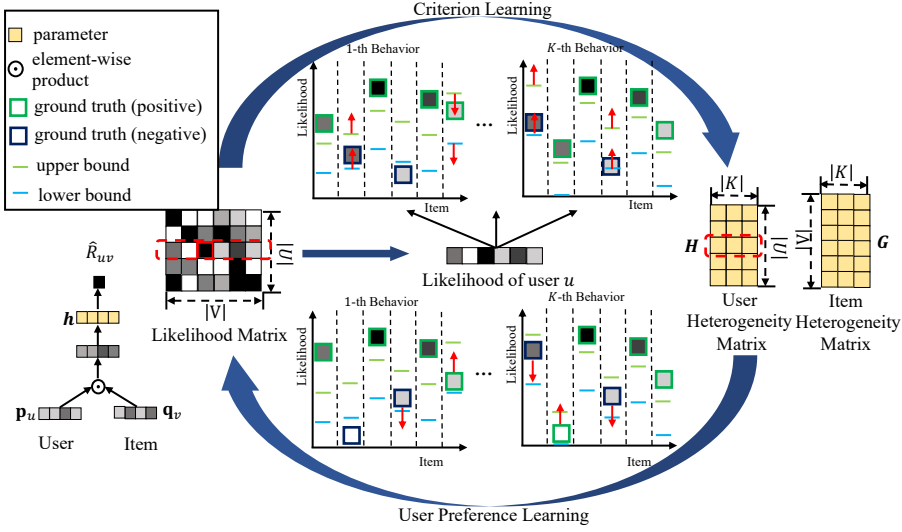 Criterion Learning
parameter
element-wise
product
ground truth (positive)
ground truth (negative)
upper bound
lower bound
1-th Behavior
K-th Behavior
Likelihood
Likelihood
...
Item
Item
|K|
|K|
H
|U|
|V|
G
User
Heterogeneity
Matrix
Item
Heterogeneity
Matrix
|U|
|V|
Likelihood Matrix
Likelihood of user u
R̂uv
h
pu
qv
User
Item
1-th Behavior
K-th Behavior
Likelihood
Likelihood
...
Item
Item
User Preference Learning